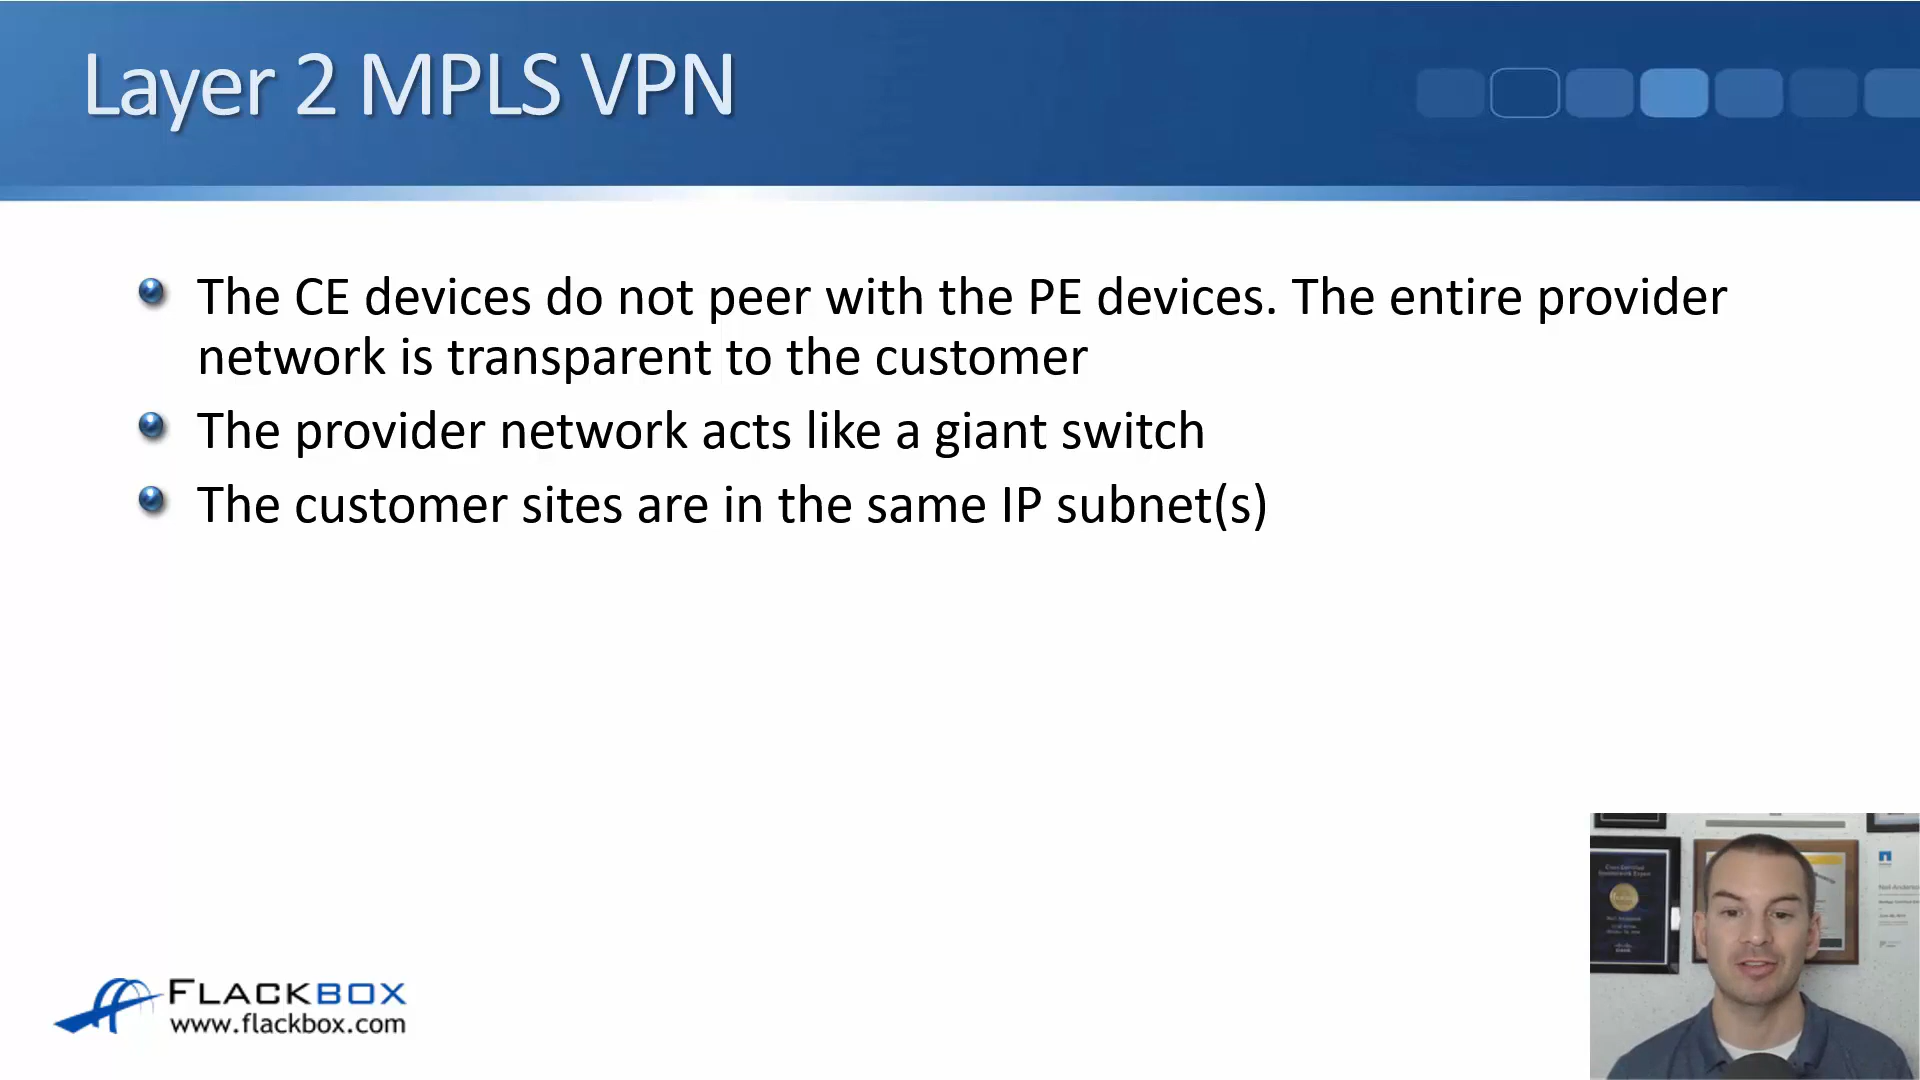 Layer 2 MPLS VPN
The CE devices do not peer with the PE devices. The entire provider
network is transparent to the customer
The provider network acts like a giant switch
The customer sites are in the same IP subnet(s)
FLACKBOX
www.flackbox.com